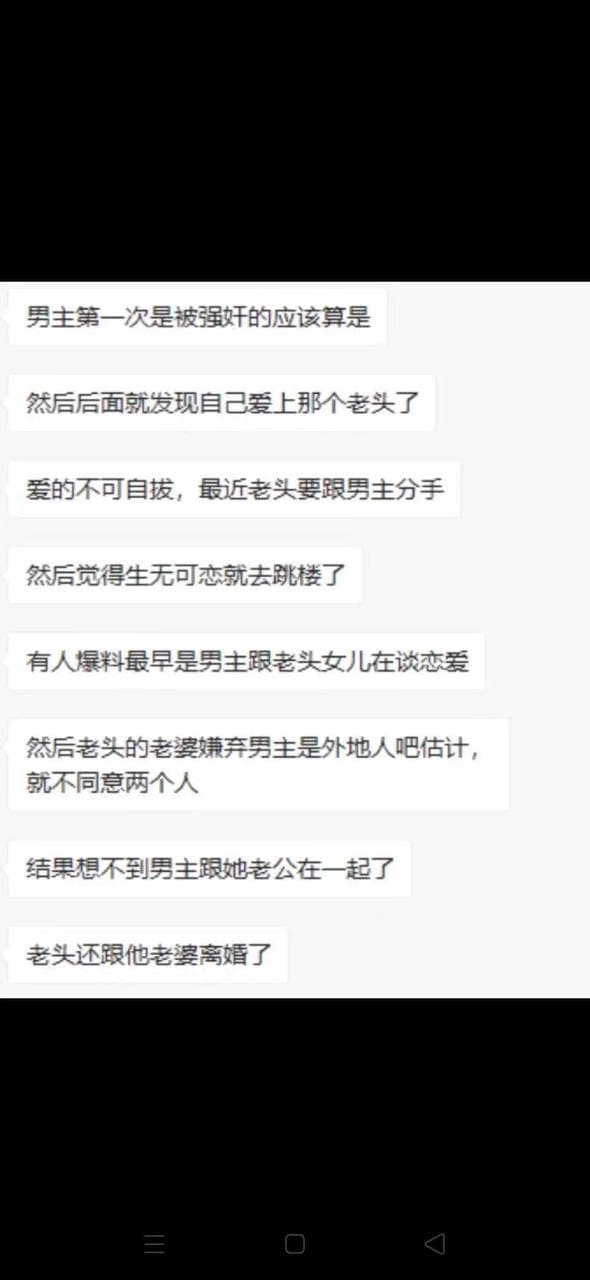 男主第一次是被强奸的应该算是
然后后面就发现自己爱上那个老头了
爱的不可自拔，最近老头要跟男主分手
然后觉得生无可恋就去跳楼了
有人爆料最早是男主跟老头女儿在谈恋爱
然后老头的老婆嫌弃男主是外地人吧估计，
就不同意两个人
结果想不到男主跟她老公在一起了
老头还跟他老婆离婚了